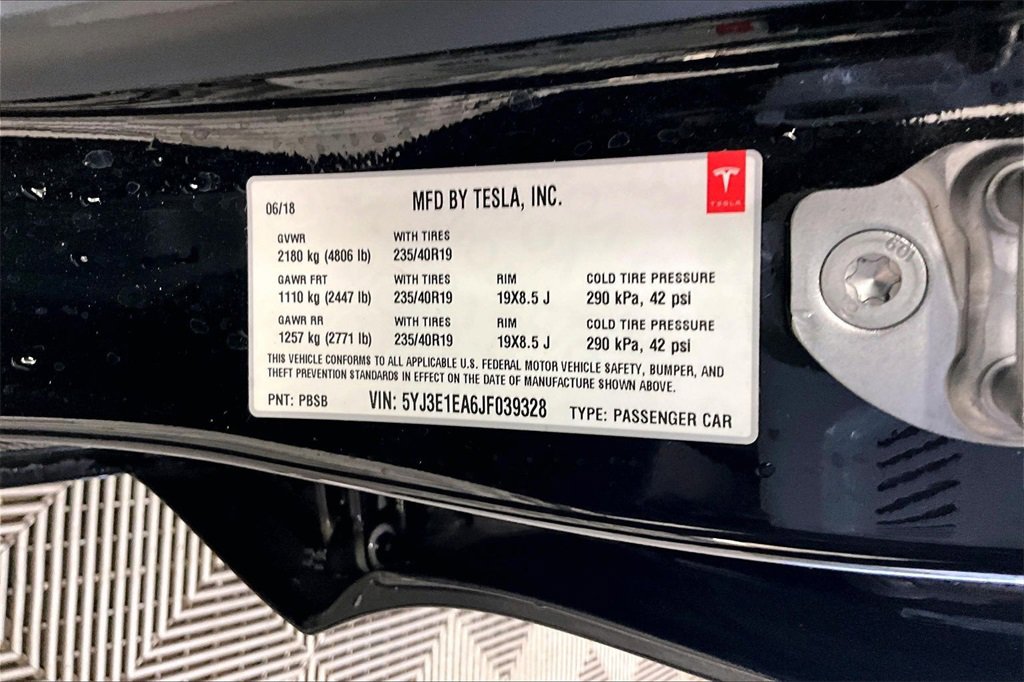 06/18
MFD BY TESLA, INC.
TESLA
GVWR WITH TIRES
2180 kg (4806 lb) 235/40R19
GAWR FRT WITH TIRES RIM COLD TIRE PRESSURE
1110 kg (2447 lb) 235/40R19 19X8.5 J 290 kPa, 42 psi
GAWR RR WITH TIRES RIM COLD TIRE PRESSURE
1257 kg (2771 lb) 235/40R19 19X8.5 J 290 kPa, 42 psi
THIS VEHICLE CONFORMS TO ALL APPLICABLE U.S. FEDERAL MOTOR VEHICLE SAFETY, BUMPER, AND
THEFT PREVENTION STANDARDS IN EFFECT ON THE DATE OF MANUFACTURE SHOWN ABOVE.
PNT: PBSB VIN: 5YJ3E1EA6JF039328 TYPE: PASSENGER CAR